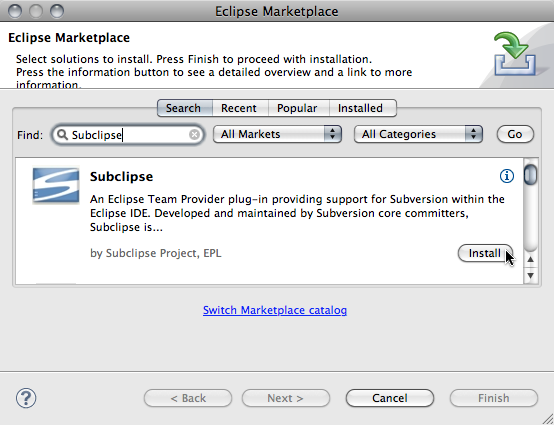 Eclipse Marketplace
Eclipse Marketplace
Select solutions to install. Press Finish to proceed with installation.
Press the information button to see a detailed overview and a link to more
information.
Search Recent Popular Installed
Find: Subclipse All Markets All Categories Go
Subclipse
An Eclipse Team Provider plug-in providing support for Subversion within the
Eclipse IDE. Developed and maintained by Subversion core committers,
Subclipse is...
by Subclipse Project, EPL Install
Switch Marketplace catalog
? < Back Next > Cancel Finish